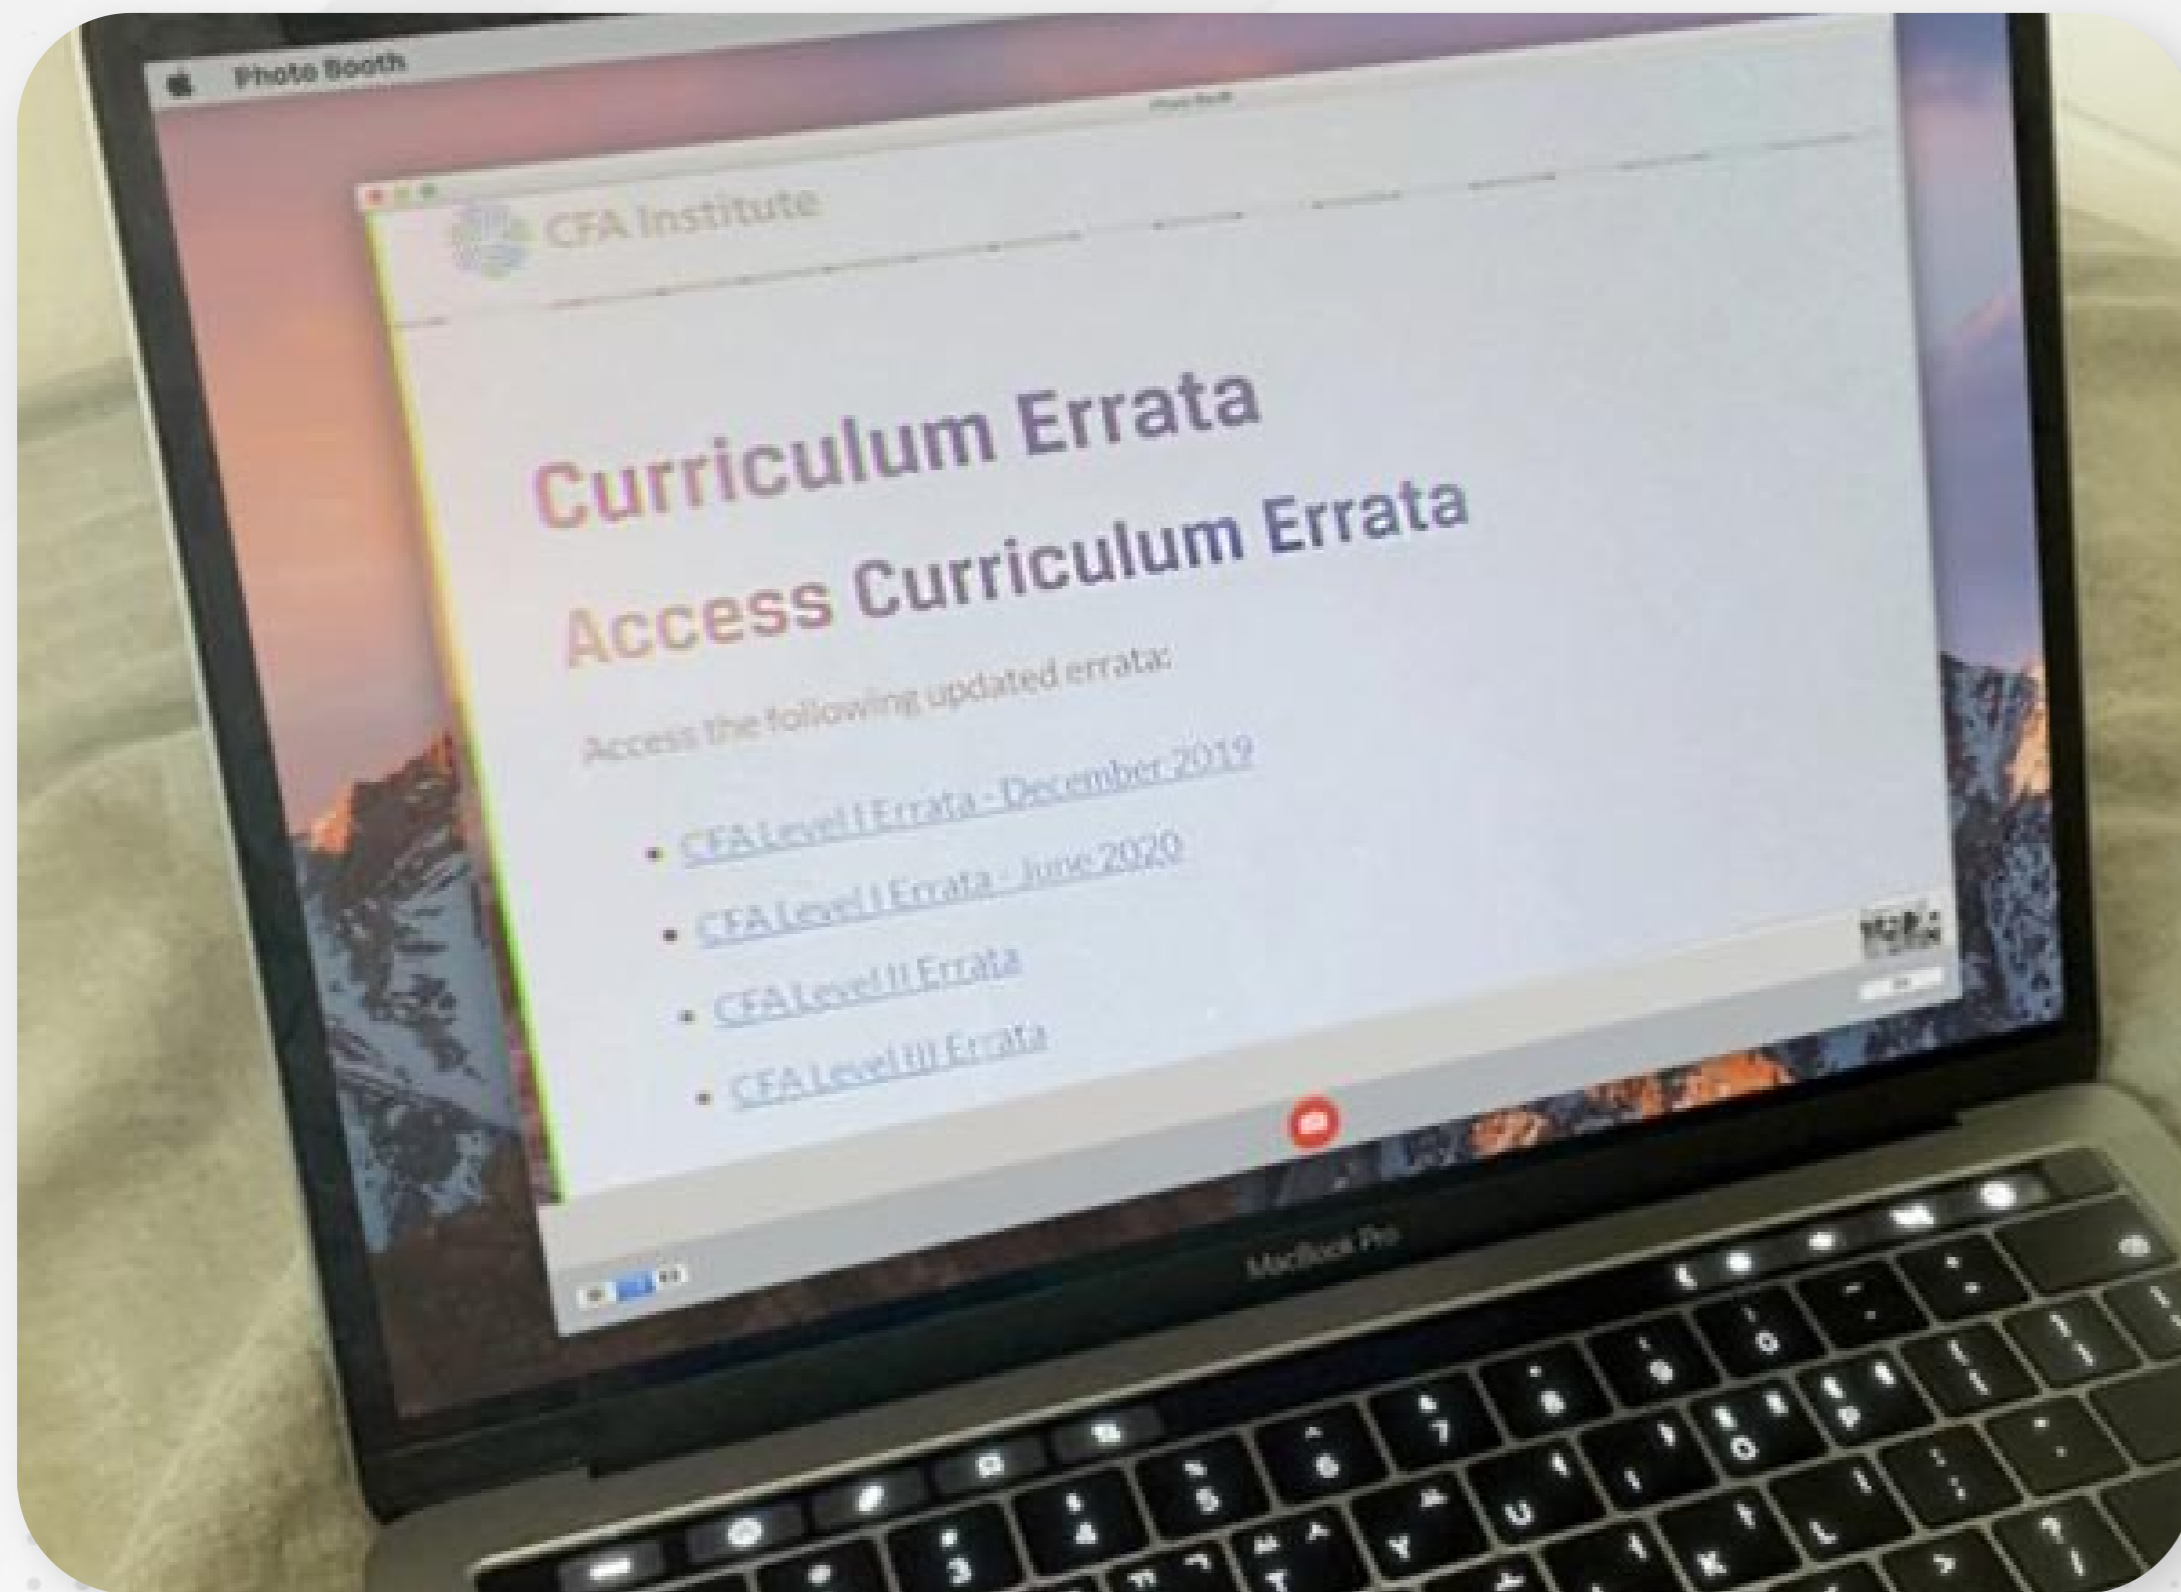 Photo Booth
CFA Institute
Curriculum Errata
Access Curriculum Errata
Access the following updated errata:
• CFA Level I Errata - December 2019
• CFA Level I Errata - June 2020
• CFA Level II Errata
• CFA Level III Errata
MacBook Pro